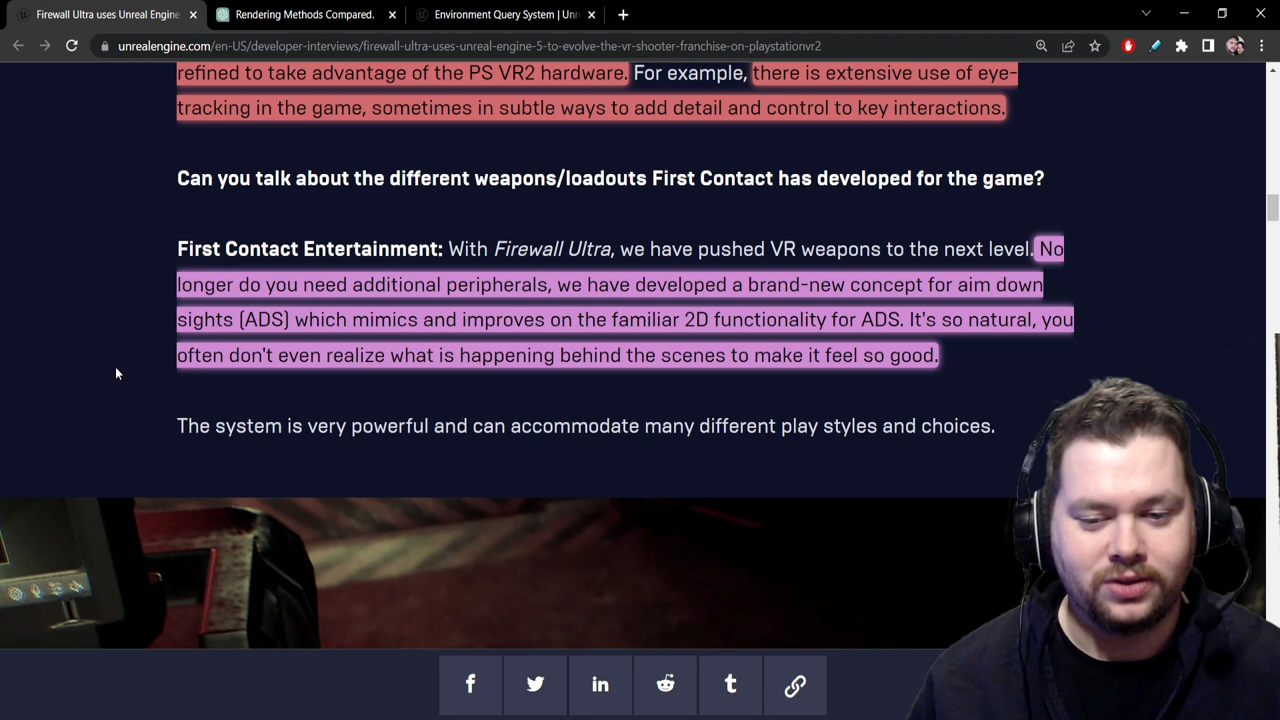 Firewall Ultra uses Unreal Engine
Rendering Methods Compared.
Environment Query System | Unr
unrealengine.com/en-US/developer-interviews/firewall-ultra-uses-unreal-engine-5-to-evolve-the-vr-shooter-franchise-on-playstationvr2
refined to take advantage of the PS VR2 hardware. For example, there is extensive use of eye-
tracking in the game, sometimes in subtle ways to add detail and control to key interactions.
Can you talk about the different weapons/loadouts First Contact has developed for the game?
First Contact Entertainment: With Firewall Ultra, we have pushed VR weapons to the next level. No
longer do you need additional peripherals, we have developed a brand-new concept for aim down
sights (ADS) which mimics and improves on the familiar 2D functionality for ADS. It's so natural, you
often don't even realize what is happening behind the scenes to make it feel so good.
The system is very powerful and can accommodate many different play styles and choices.